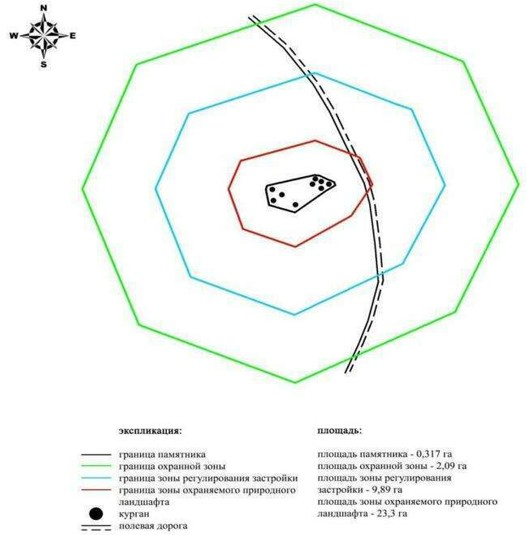 N
W E
S
экспликация:
граница памятника
граница охранной зоны
граница зоны регулирования застройки
граница зоны охраняемого природного
ландшафта
курган
полевая дорога
площадь:
площадь памятника - 0,317 га
площадь охранной зоны - 2,09 га
площадь зоны регулирования
застройки - 9,89 га
площадь зоны охраняемого природного
ландшафта - 23,3 га